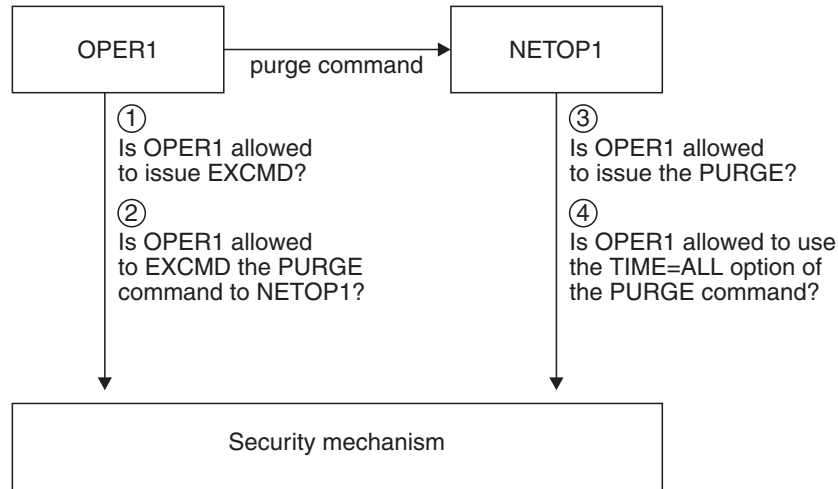 OPER1
purge command
NETOP1
①
Is OPER1 allowed
to issue EXCMD?
②
Is OPER1 allowed
to EXCMD the PURGE
command to NETOP1?
③
Is OPER1 allowed
to issue the PURGE?
④
Is OPER1 allowed to use
the TIME=ALL option of
the PURGE command?
Security mechanism